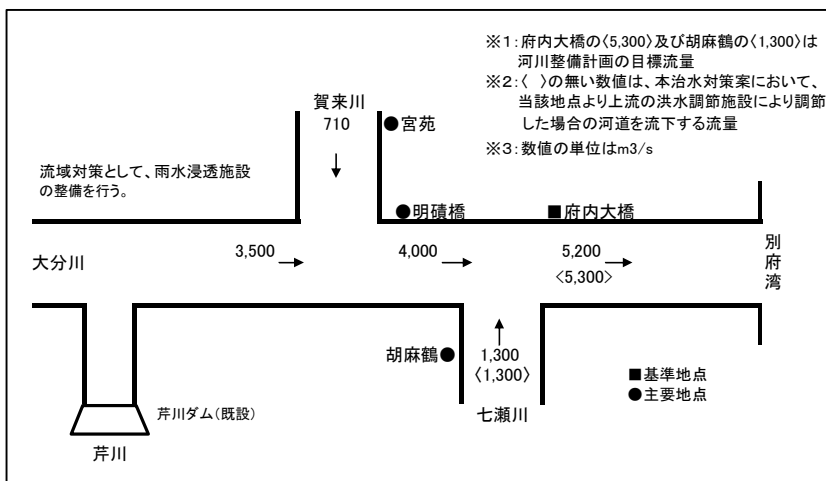 ※1:府内大橋の〈5,300〉及び胡麻鶴の〈1,300〉は
河川整備計画の目標流量
※2:〈 〉の無い数値は、本治水対策案において、
当該地点より上流の洪水調節施設により調節
した場合の河道を流下する流量
※3:数値の単位はm3/s
賀来川
710
●宮苑
流域対策として、雨水浸透施設
の整備を行う。
●明磧橋
■府内大橋
大分川
3,500
4,000
5,200
〈5,300〉
別府湾
胡麻鶴●
1,300
〈1,300〉
七瀬川
■基準地点
●主要地点
芹川ダム(既設)
芹川